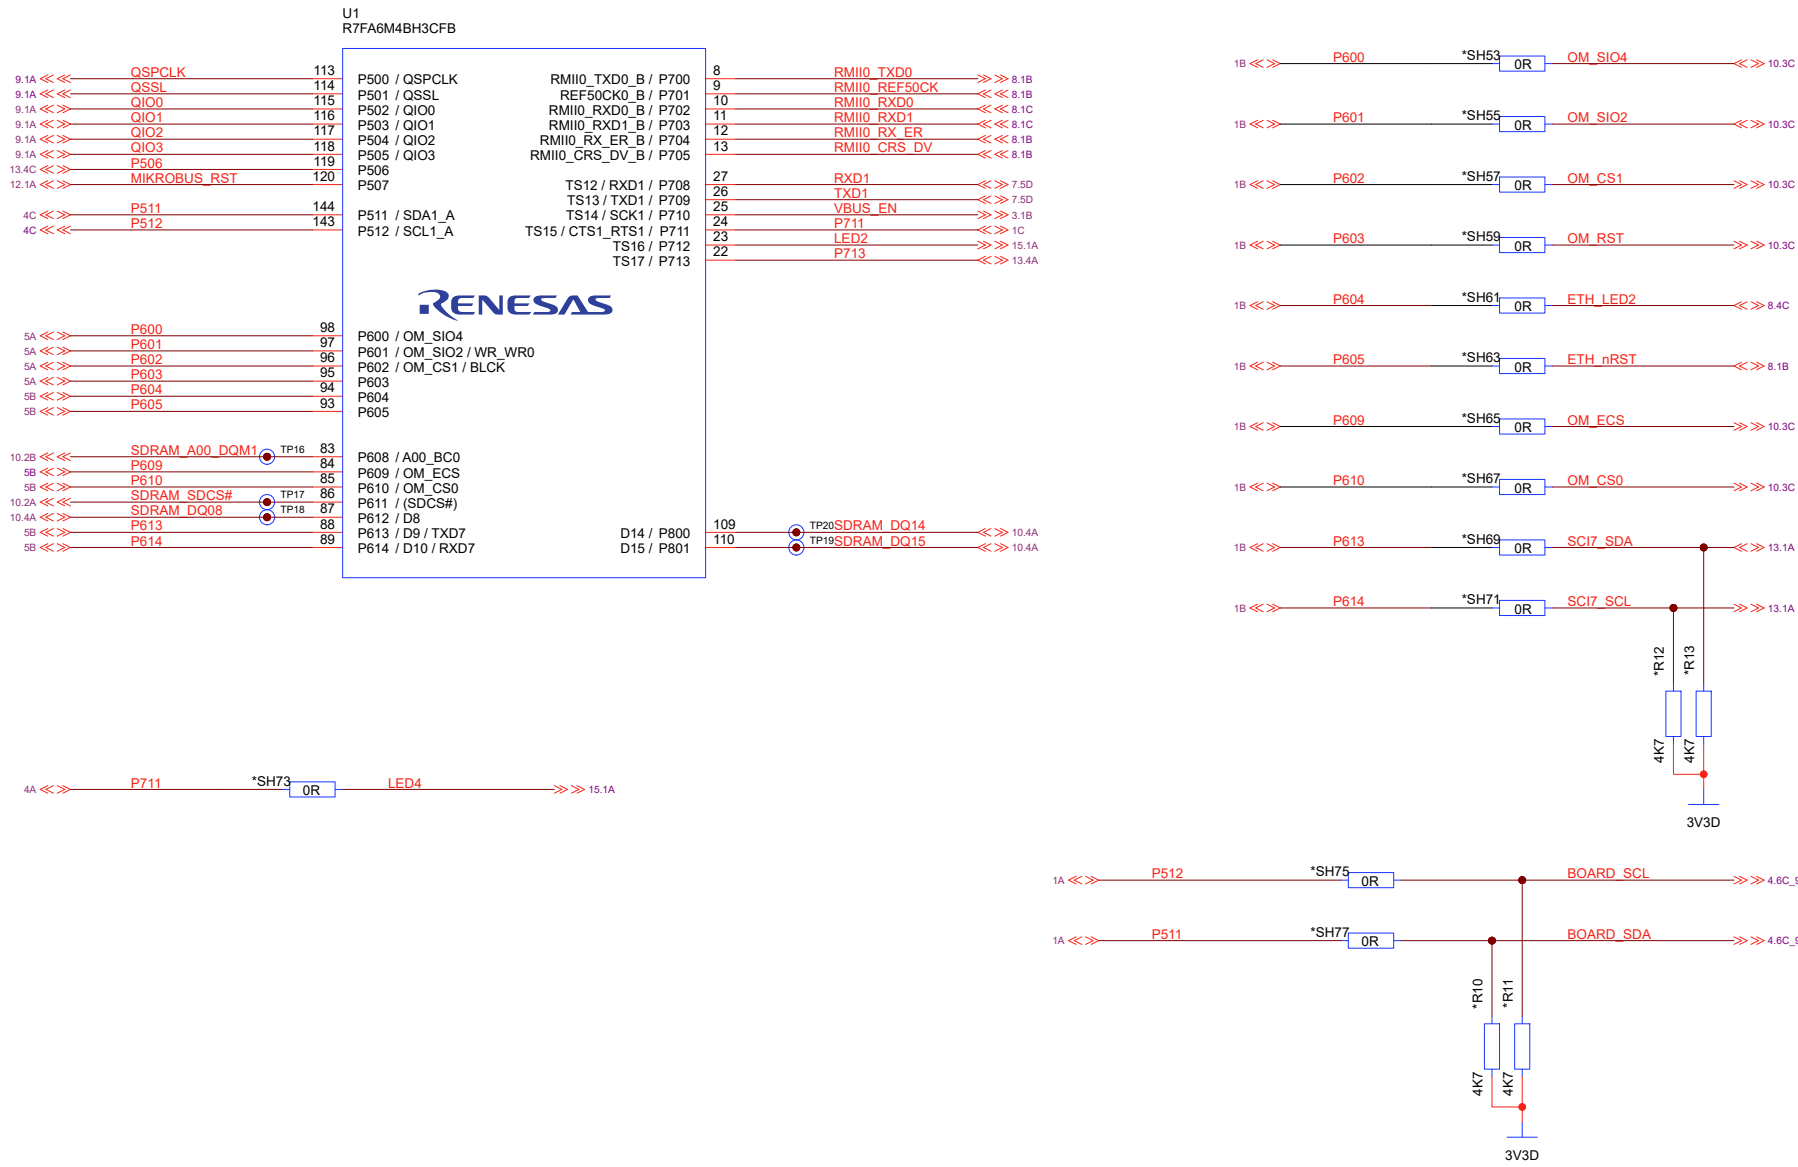 U1
R7FA6M4BH3CFB
9.1A QSPCLK 113 P500 / QSPCLK
9.1A QSSL 114 P501 / QSSL
9.1A QIO0 115 P502 / QIO0
9.1A QIO1 116 P503 / QIO1
9.1A QIO2 117 P504 / QIO2
9.1A QIO3 118 P505 / QIO3
13.4C P506 119 P506
12.1A MIKROBUS_RST 120 P507
4C P511 144 P511 / SDA1_A
4C P512 143 P512 / SCL1_A
RMII0_TXD0_B / P700 8 RMII0_TXD0 8.1B
REF50CK0_B / P701 9 RMII0_REF50CK 8.1B
RMII0_RXD0_B / P702 10 RMII0_RXD0 8.1C
RMII0_RXD1_B / P703 11 RMII0_RXD1 8.1C
RMII0_RX_ER_B / P704 12 RMII0_RX_ER 8.1B
RMII0_CRS_DV_B / P705 13 RMII0_CRS_DV 8.1B
TS12 / RXD1 / P708 27 RXD1 7.5D
TS13 / TXD1 / P709 26 TXD1 7.5D
TS14 / SCK1 / P710 25 VBUS_EN 3.1B
TS15 / CTS1_RTS1 / P711 24 P711 1C
TS16 / P712 23 LED2 15.1A
TS17 / P713 22 P713 13.4A
RENESAS
5A P600 98 P600 / OM_SIO4
5A P601 97 P601 / OM_SIO2 / WR_WR0
5A P602 96 P602 / OM_CS1 / BLCK
5A P603 95 P603
5B P604 94 P604
5B P605 93 P605
10.2B SDRAM_A00_DQM1 TP16 83 P608 / A00_BC0
5B P609 84 P609 / OM_ECS
5B P610 85 P610 / OM_CS0
10.2A SDRAM_SDCS# TP17 86 P611 / (SDCS#)
10.4A SDRAM_DQ08 TP18 87 P612 / D8
5B P613 88 P613 / D9 / TXD7
5B P614 89 P614 / D10 / RXD7
D14 / P800 109 TP20 SDRAM_DQ14 10.4A
D15 / P801 110 TP19 SDRAM_DQ15 10.4A
1B P600 *SH53 0R OM_SIO4 10.3C
1B P601 *SH55 0R OM_SIO2 10.3C
1B P602 *SH57 0R OM_CS1 10.3C
1B P603 *SH59 0R OM_RST 10.3C
1B P604 *SH61 0R ETH_LED2 8.4C
1B P605 *SH63 0R ETH_nRST 8.1B
1B P609 *SH65 0R OM_ECS 10.3C
1B P610 *SH67 0R OM_CS0 10.3C
1B P613 *SH69 0R SCI7_SDA 13.1A
1B P614 *SH71 0R SCI7_SCL 13.1A
*R12 *R13
4K7 4K7
3V3D
4A P711 *SH73 0R LED4 15.1A
1A P512 *SH75 0R BOARD_SCL 4.6C_9
1A P511 *SH77 0R BOARD_SDA 4.6C_9
*R10 *R11
4K7 4K7
3V3D